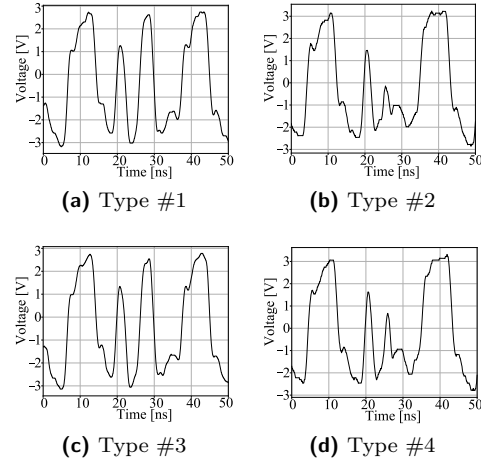 Voltage [V]
3
2
1
0
−1
−2
−3
0 10 20 30 40 50
Time [ns]
(a) Type #1
Voltage [V]
3
2
1
0
−1
−2
−3
0 10 20 30 40 50
Time [ns]
(b) Type #2
Voltage [V]
3
2
1
0
−1
−2
−3
0 10 20 30 40 50
Time [ns]
(c) Type #3
Voltage [V]
3
2
1
0
−1
−2
−3
0 10 20 30 40 50
Time [ns]
(d) Type #4